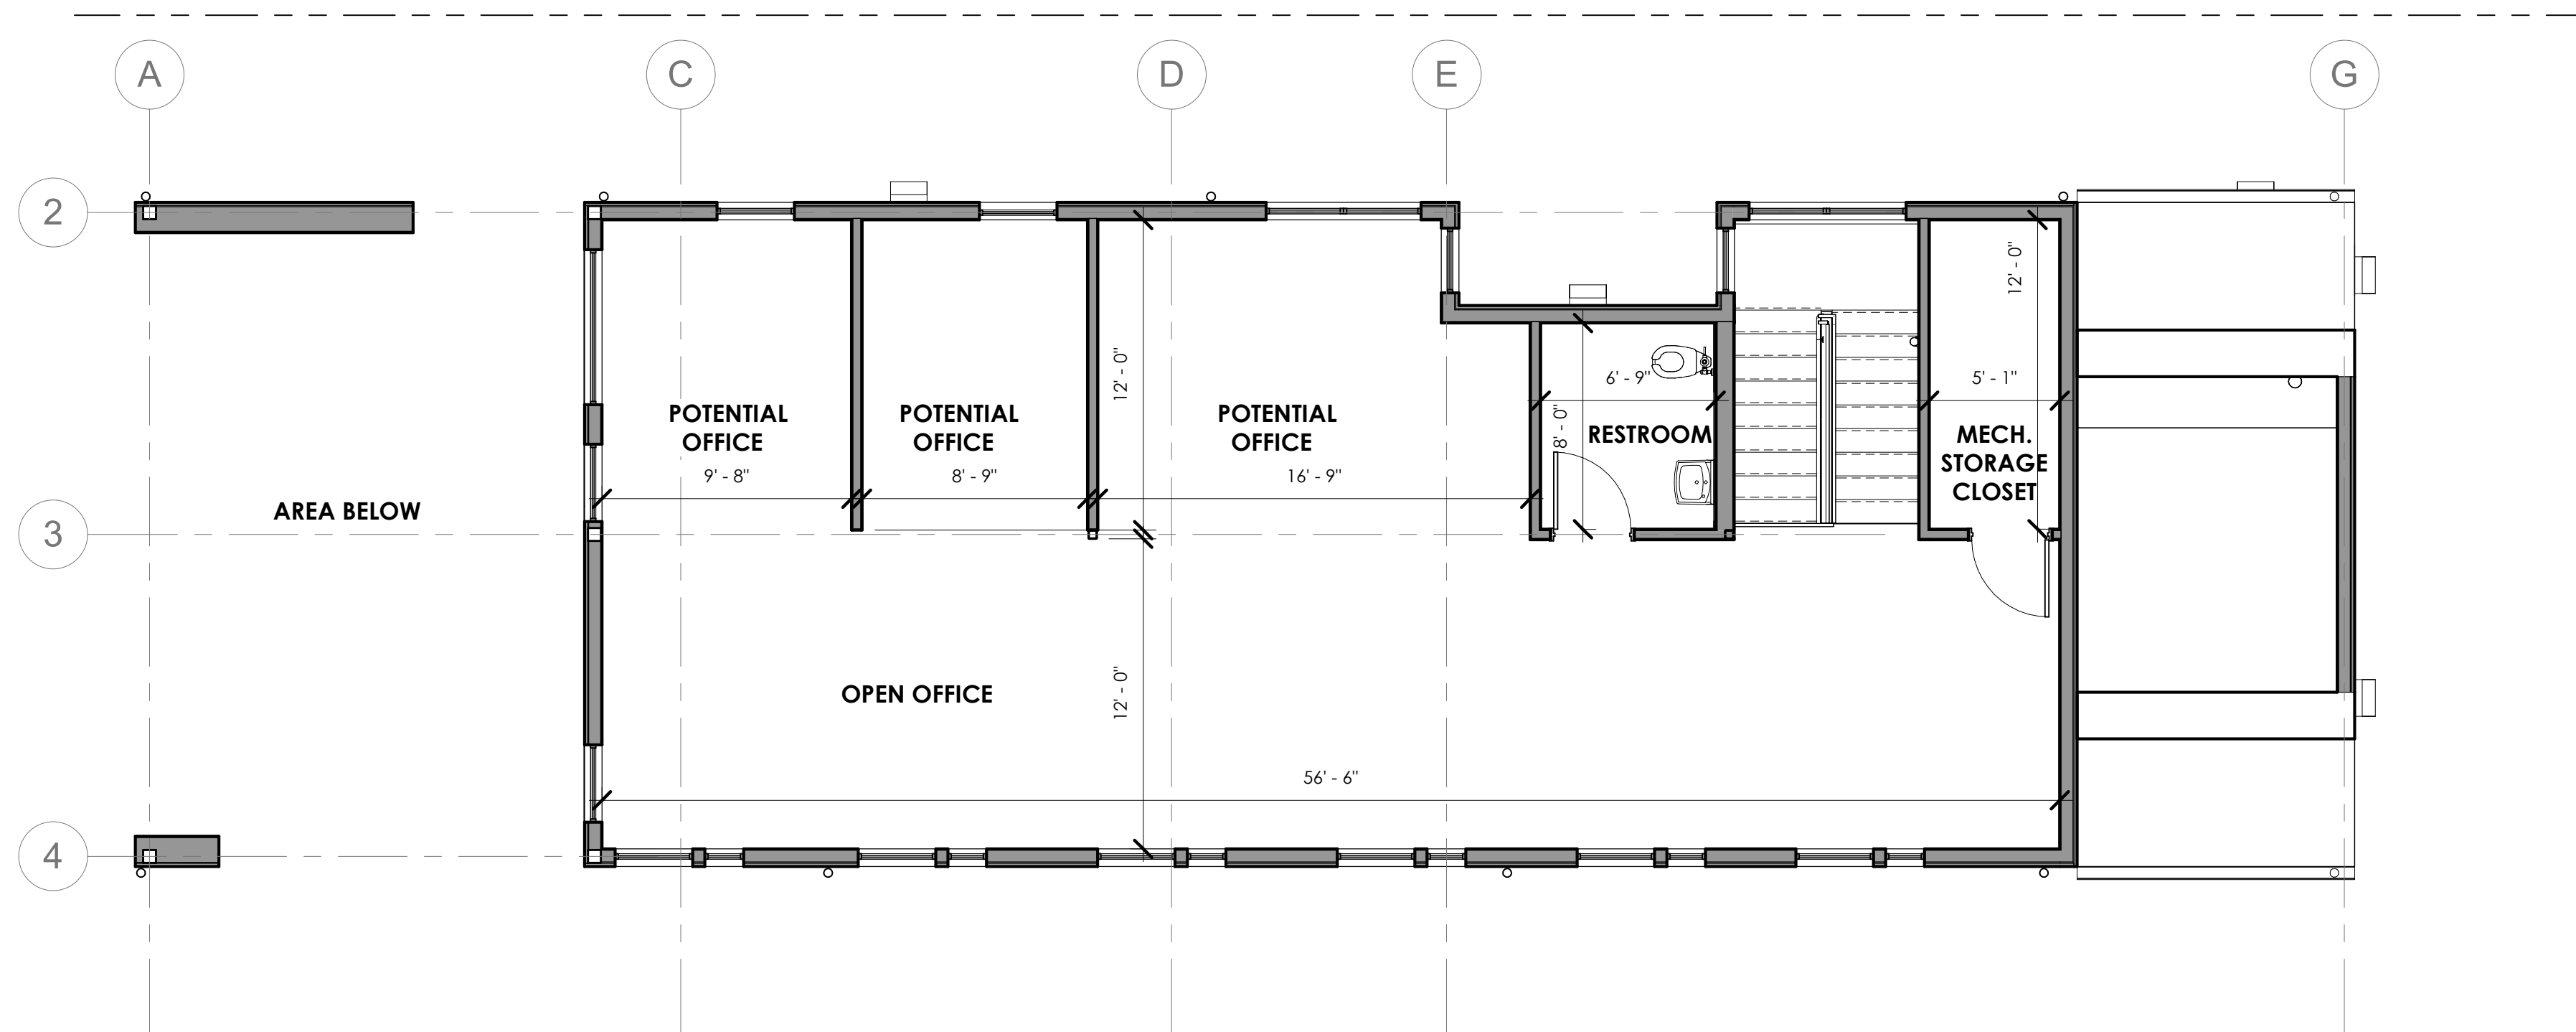 A
C
D
E
G
2
12' - 0"
12' - 0"
6' - 9"
5' - 1"
POTENTIAL
OFFICE
POTENTIAL
OFFICE
POTENTIAL
OFFICE
8' - 0"
RESTROOM
MECH.
STORAGE
CLOSET
9' - 8"
8' - 9"
16' - 9"
AREA BELOW
3
OPEN OFFICE
12' - 0"
56' - 6"
4